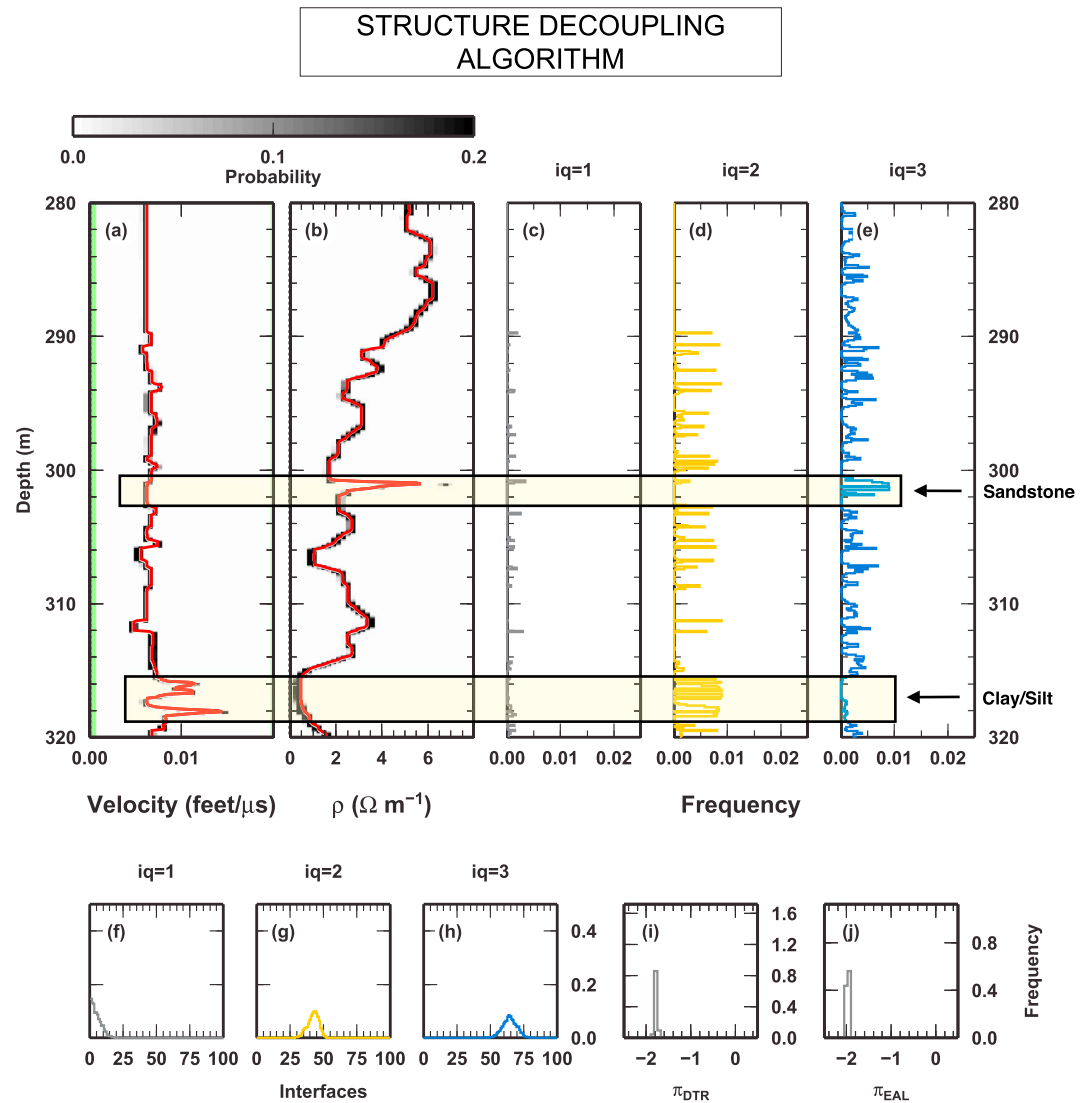 STRUCTURE DECOUPLING
ALGORITHM
0.0 0.1 0.2
Probability
iq=1 iq=2 iq=3
280 (a) (b) (c) (d) (e) 280
290 290
300 300
Sandstone
Depth (m)
310 310
Clay/Silt
320 320
0.00 0.01 0 2 4 6 0.00 0.01 0.02 0.00 0.01 0.02 0.00 0.01 0.02
Velocity (feet/μs) ρ (Ω m−1) Frequency
iq=1 iq=2 iq=3
(f) (g) (h) (i) (j)
0.4 1.6
0.2 1.2 0.8
0.8 0.4
0.4
0.0 0.0 0.0
0 25 50 75 100 0 25 50 75 100 0 25 50 75 100 −2 −1 0 −2 −1 0
Frequency
Interfaces πDTR πEAL